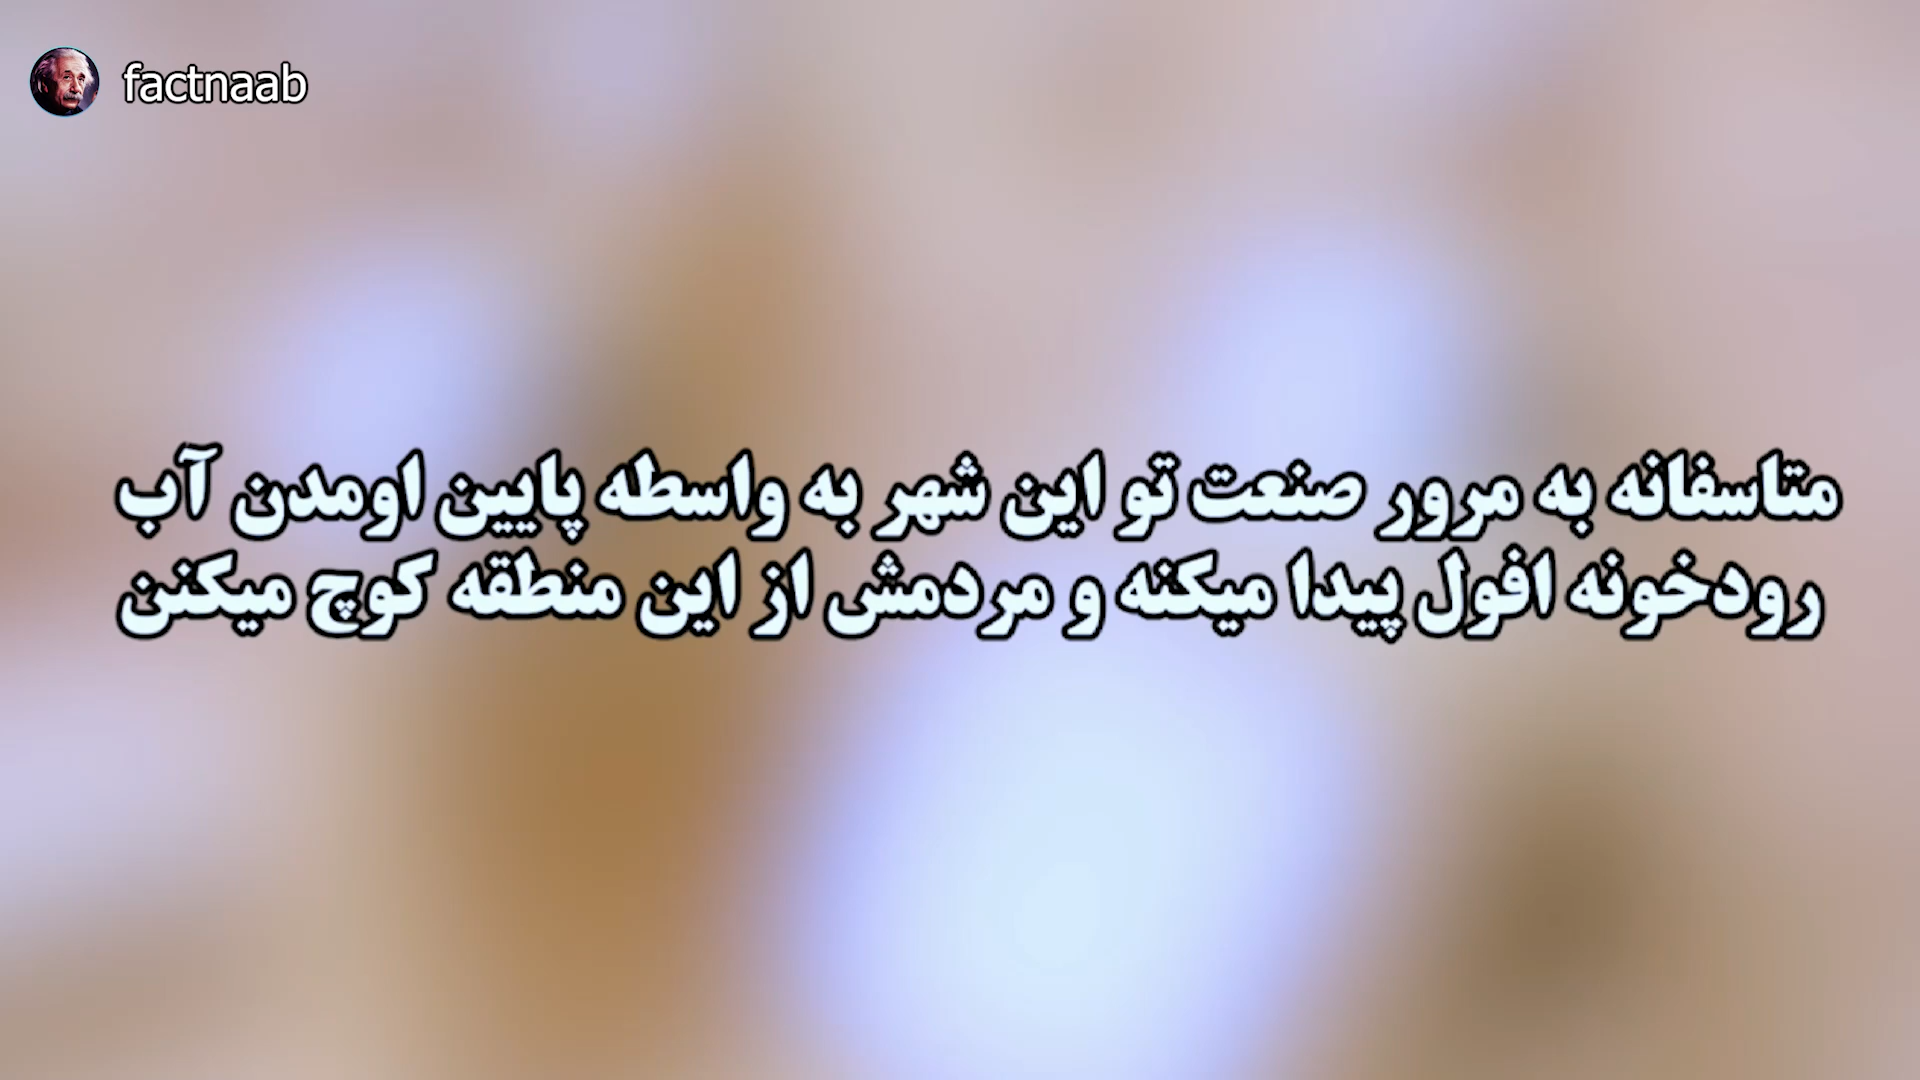 factnaab
متاسفانه به مرور صنعت تو این شهر به واسطه پایین اومدن آب
رودخونه افول پیدا میکنه و مردمش از این منطقه کوچ میکنن